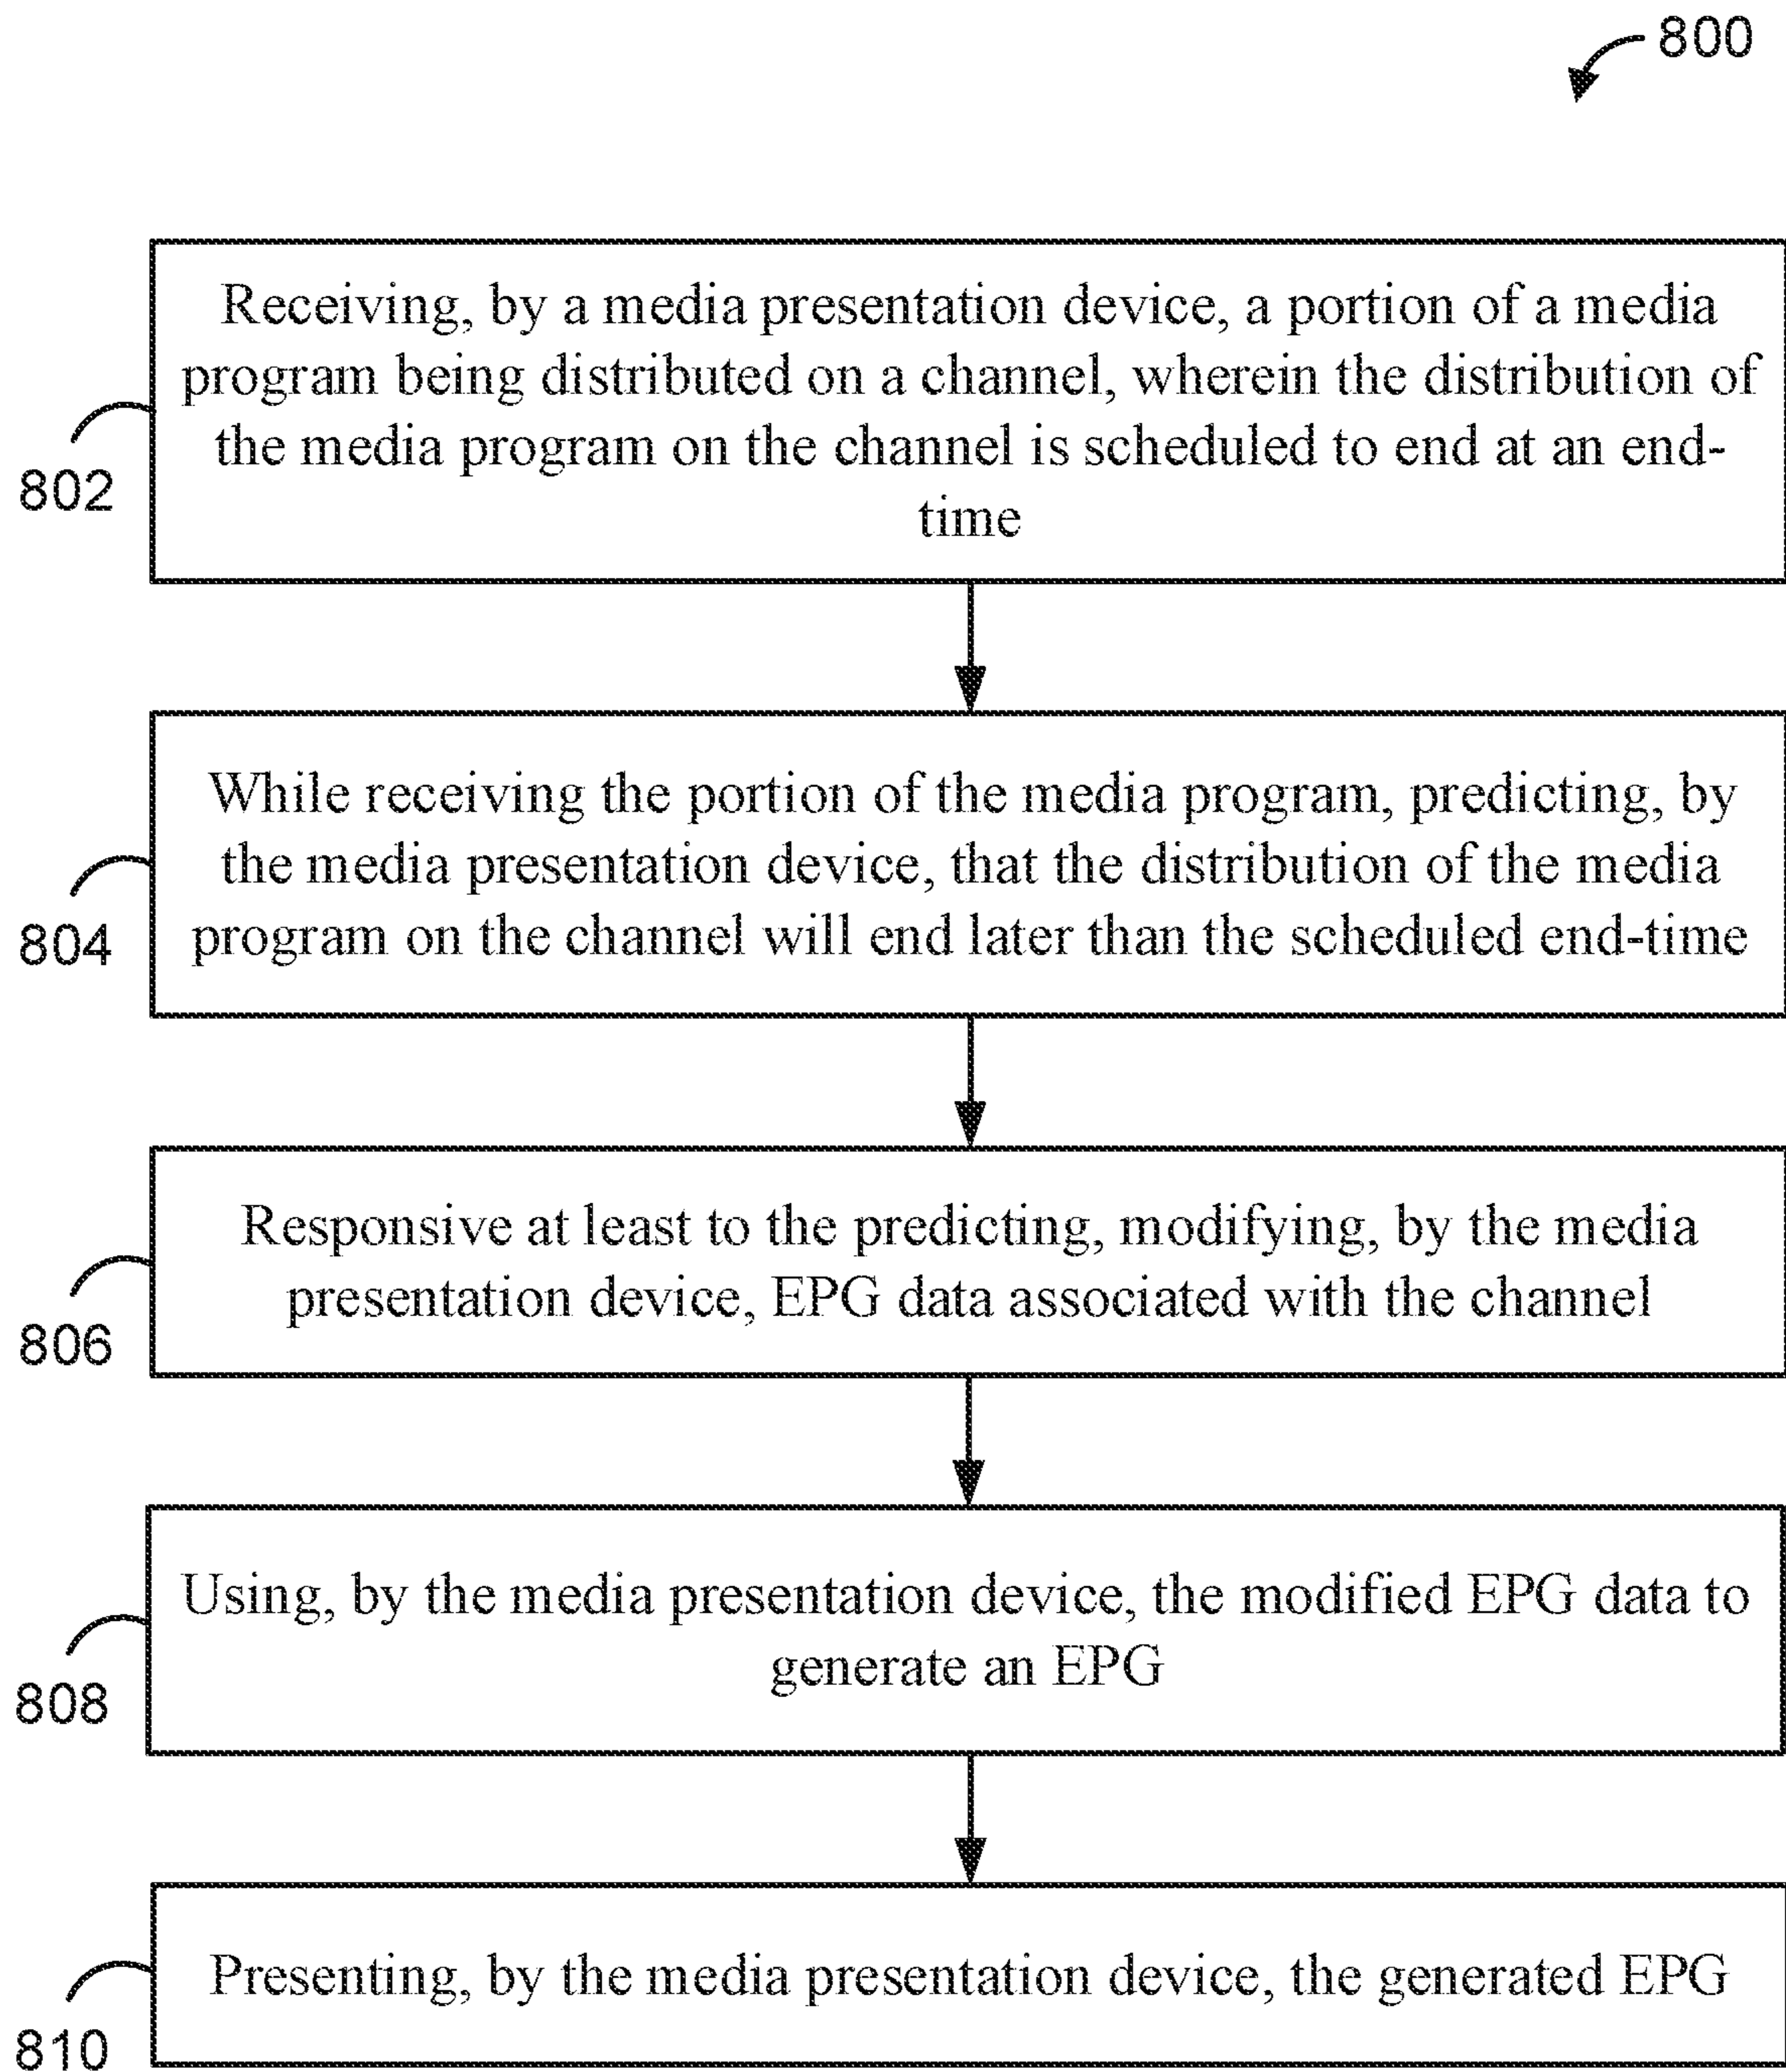 800
Receiving, by a media presentation device, a portion of a media
program being distributed on a channel, wherein the distribution of
the media program on the channel is scheduled to end at an end-
time
802
While receiving the portion of the media program, predicting, by
the media presentation device, that the distribution of the media
program on the channel will end later than the scheduled end-time
804
Responsive at least to the predicting, modifying, by the media
presentation device, EPG data associated with the channel
806
Using, by the media presentation device, the modified EPG data to
generate an EPG
808
Presenting, by the media presentation device, the generated EPG
810